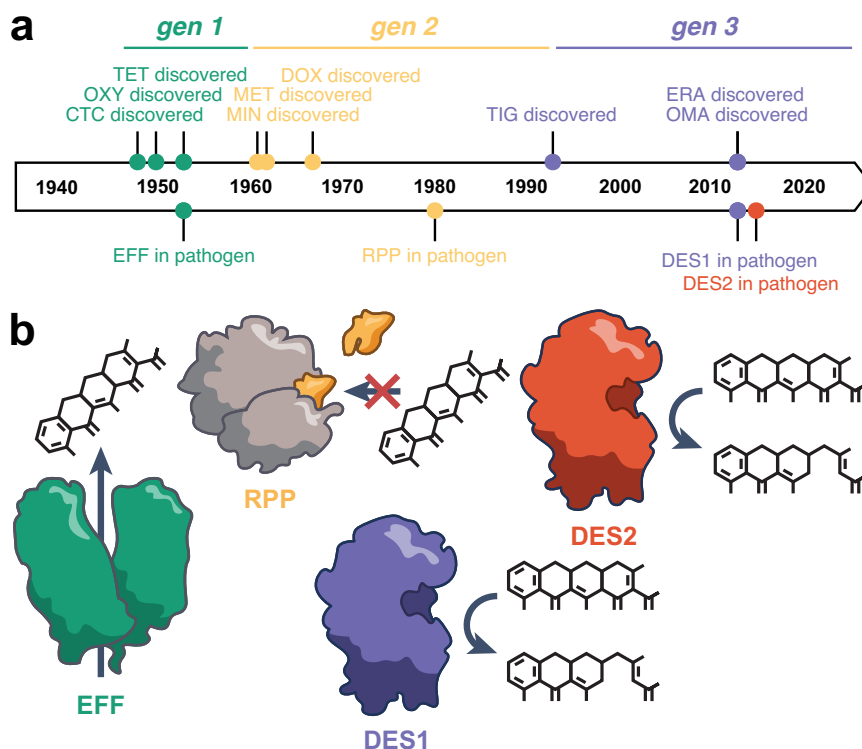 a
gen 1 gen 2 gen 3
TET discovered DOX discovered
OXY discovered MET discovered ERA discovered
CTC discovered MIN discovered TIG discovered OMA discovered
1940 1950 1960 1970 1980 1990 2000 2010 2020
EFF in pathogen RPP in pathogen DES1 in pathogen
DES2 in pathogen
b
RPP
DES2
EFF
DES1